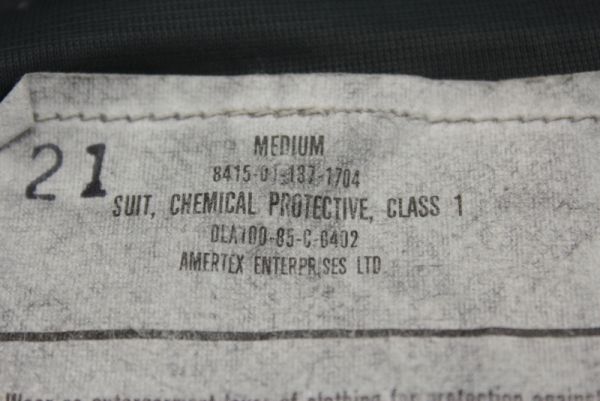 21
MEDIUM
8415-01-137-1704
SUIT, CHEMICAL PROTECTIVE, CLASS 1
DLA100-85-C-0402
AMERTEX ENTERPRISES LTD
of clothing for protection against